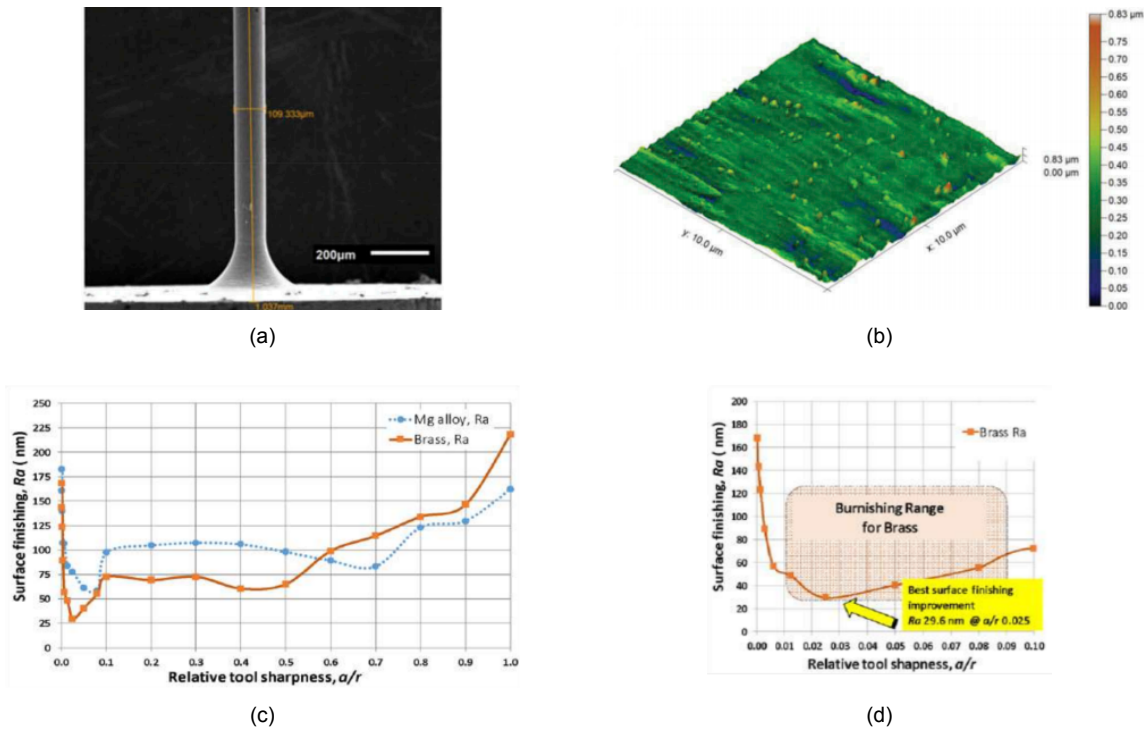 109.333µm
200µm
1.037mm
(a)
0.83 µm
0.75
0.70
0.65
0.60
0.55
0.50
0.45
0.40
0.35
0.30
0.25
0.20
0.15
0.10
0.05
0.00
0.83 µm
0.00 µm
y: 10.0 µm
x: 10.0 µm
(b)
Surface finishing, Ra ( nm)
250
225
200
175
150
125
100
75
50
25
0
0.0 0.1 0.2 0.3 0.4 0.5 0.6 0.7 0.8 0.9 1.0
Relative tool sharpness, a/r
Mg alloy, Ra
Brass, Ra
(c)
Surface finishing, Ra ( nm)
200
180
160
140
120
100
80
60
40
20
0
0.00 0.01 0.02 0.03 0.04 0.05 0.06 0.07 0.08 0.09 0.10
Relative tool shapness, a/r
Brass Ra
Burnishing Range
for Brass
Best surface finishing
improvement
Ra 29.6 nm @ a/r 0.025
(d)